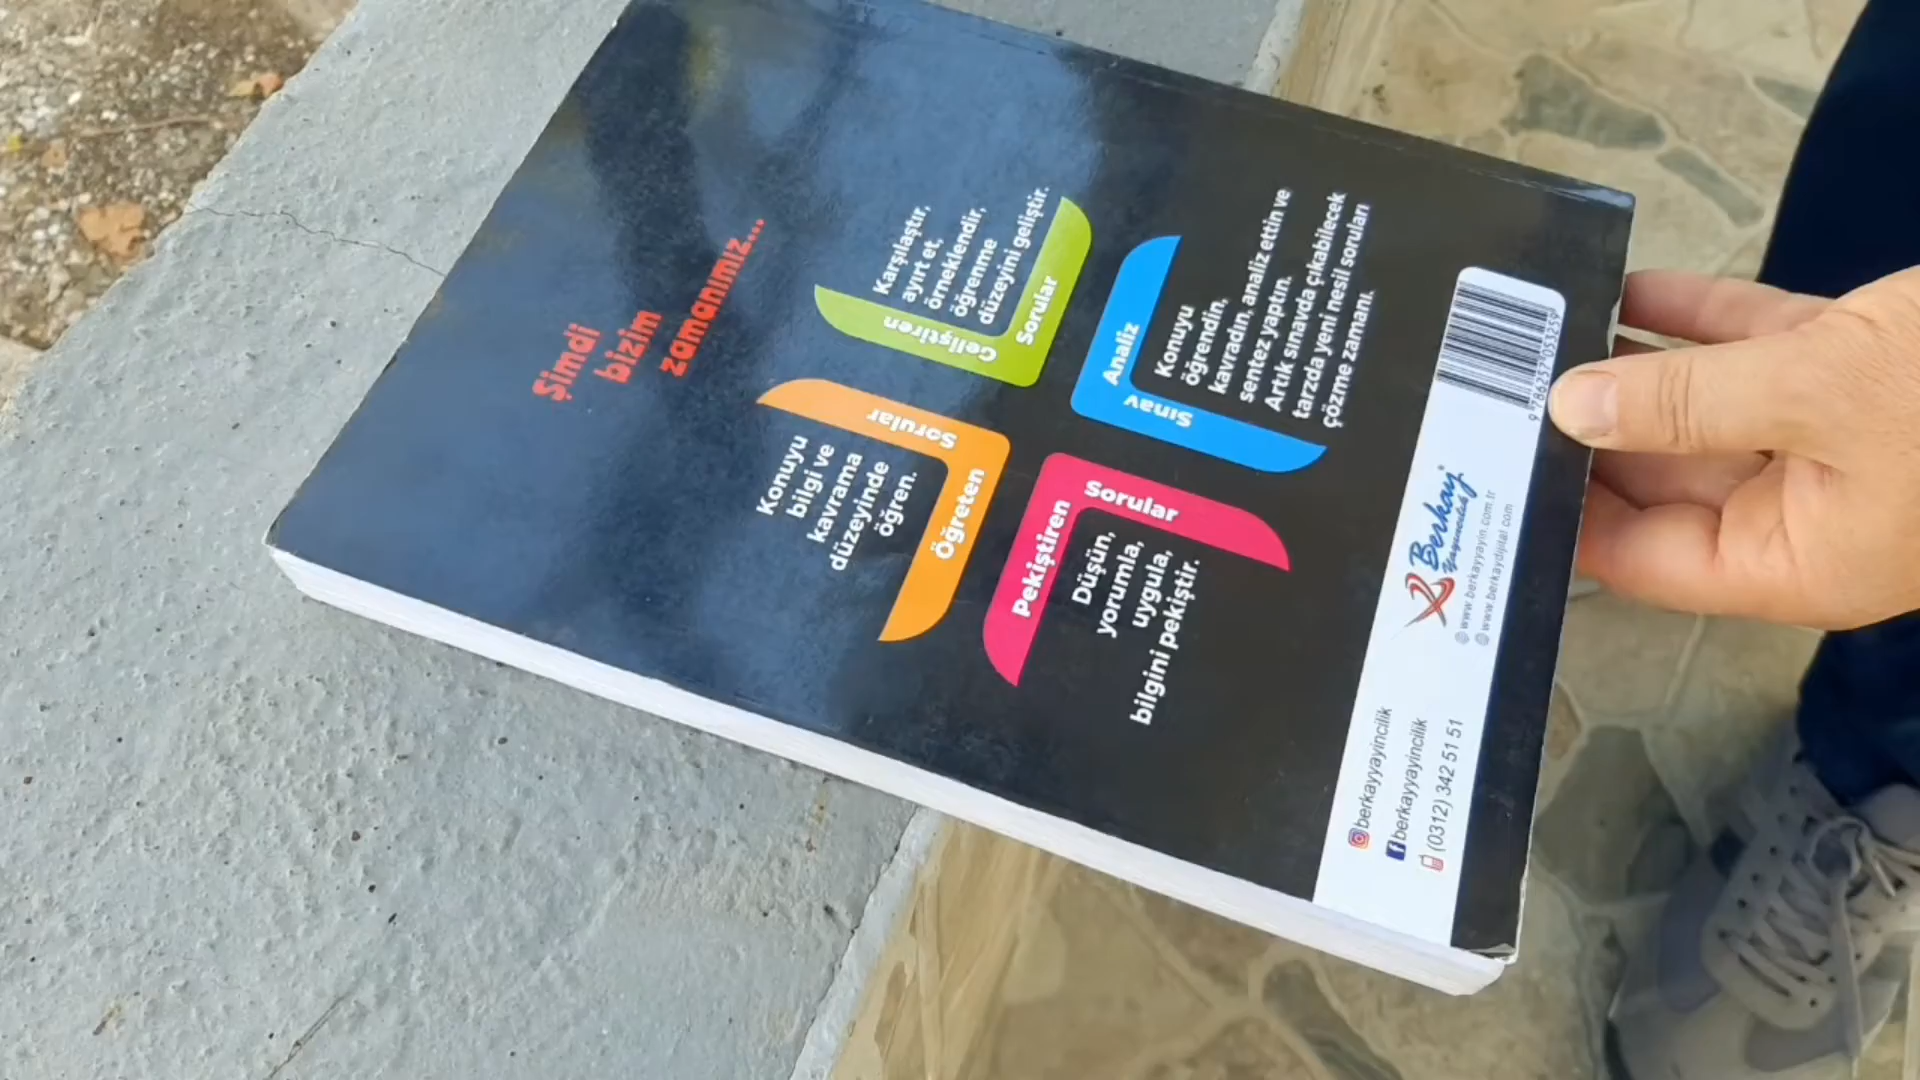 Şimdi
bizim
zamanımız...
Öğreten
Sorular
Konuyu
bilgi ve
kavrama
düzeyinde
öğren.
Geliştiren
Sorular
Karşılaştır,
ayırt et,
örneklendir,
öğrenme
düzeyini geliştir.
Pekiştiren
Sorular
Düşün,
yorumla,
uygula,
bilgini pekiştir.
Sınav
Analiz
Konuyu
öğrendin,
kavradın, analiz ettin ve
sentez yaptın.
Artık sınavda çıkabilecek
tarzda yeni nesil soruları
çözme zamanı.
berkayyayincilik
berkayyayincilik
(0312) 342 51 51
Berkay
Yayıncılık
www.berkayyayin.com.tr
www.berkaydijital.com
9 786257 053259